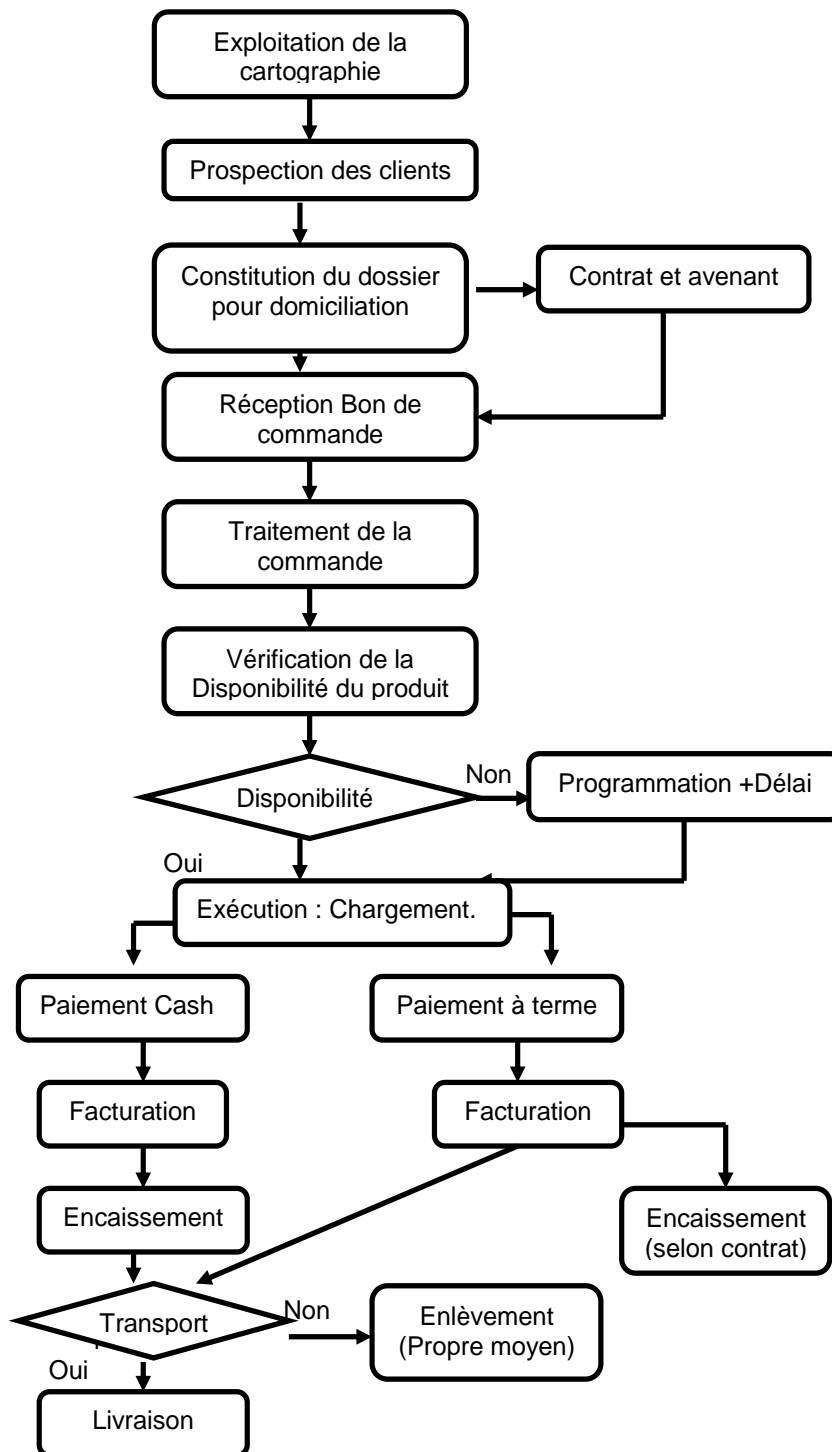 Exploitation de la
cartographie
Prospection des clients
Constitution du dossier
pour domiciliation
Contrat et avenant
Réception Bon de
commande
Traitement de la
commande
Vérification de la
Disponibilité du produit
Disponibilité
Non
Programmation +Délai
Oui
Exécution : Chargement.
Paiement Cash
Paiement à terme
Facturation
Facturation
Encaissement
Encaissement
(selon contrat)
Transport
Non
Enlèvement
(Propre moyen)
Oui
Livraison